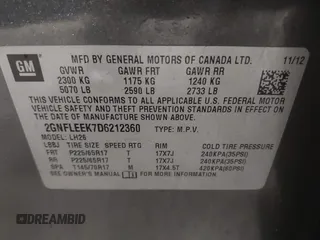 GM
MFD BY GENERAL MOTORS OF CANADA LTD. 11/12
GVWR GAWR FRT GAWR RR
2300 KG 1175 KG 1240 KG
5070 LB 2590 LB 2733 LB
THIS VEHICLE CONFORMS TO ALL APPLICABLE U.S. FEDERAL MOTOR
VEHICLE SAFETY AND THEFT PREVENTION STANDARDS IN EFFECT ON
THE DATE OF MANUFACTURE SHOWN ABOVE.
2GNFLEEK7D6212360 TYPE: M.P.V.
MODEL: LH26
TIRE SIZE SPEED RTG RIM COLD TIRE PRESSURE
FRT P225/65R17 T 17X7J 240KPA(35PSI)
RR P225/65R17 T 17X7J 240KPA(35PSI)
SPA T145/70R17 M 17X4.5T 420KPA(60PSI)
SEE OWNER'S MANUAL
DREAMBID